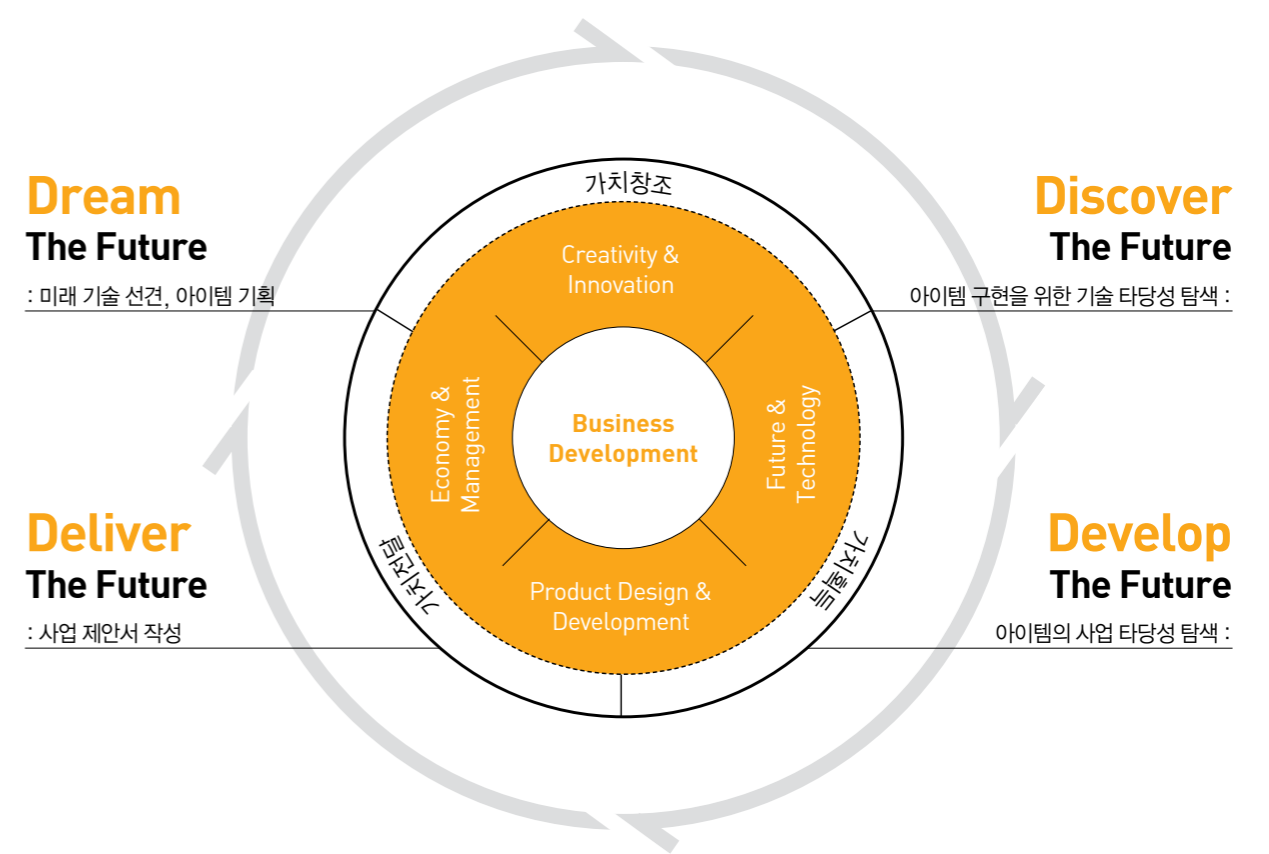 Dream
The Future
: 미래 기술 선견, 아이템 기획
Discover
The Future
아이템 구현을 위한 기술 타당성 탐색 :
가치창조
Creativity &
Innovation
Economy &
Management
Business
Development
Future &
Technology
Product Design &
Development
가치전달
가치획득
Deliver
The Future
: 사업 제안서 작성
Develop
The Future
아이템의 사업 타당성 탐색 :